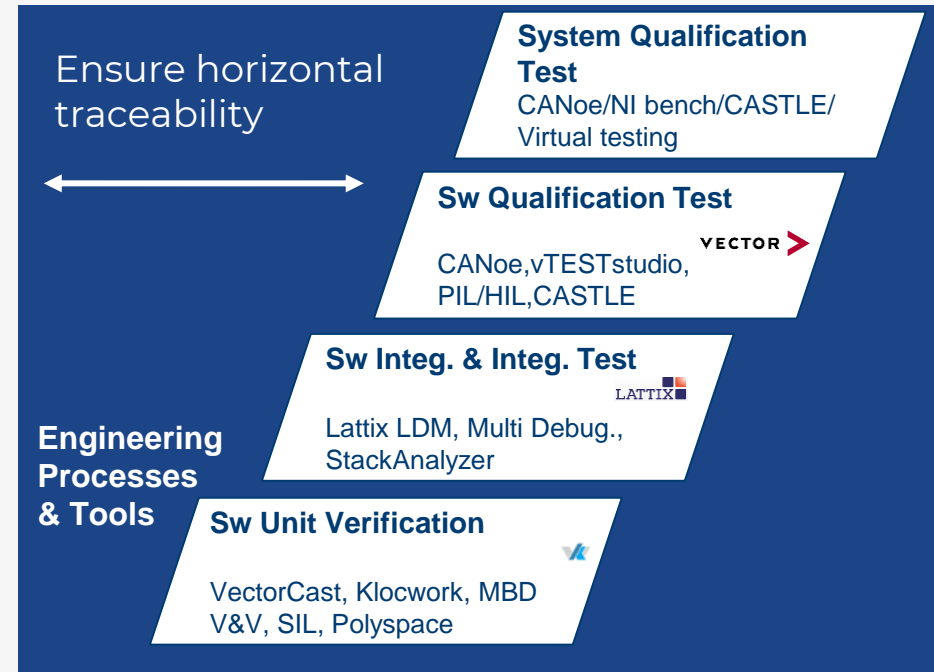 Ensure horizontal
traceability
System Qualification
Test
CANoe/NI bench/CASTLE/
Virtual testing
Sw Qualification Test
VECTOR
CANoe,vTESTstudio,
PIL/HIL,CASTLE
Sw Integ. & Integ. Test
LATTIX
Lattix LDM, Multi Debug.,
StackAnalyzer
Engineering
Processes
& Tools
Sw Unit Verification
VectorCast, Klocwork, MBD
V&V, SIL, Polyspace